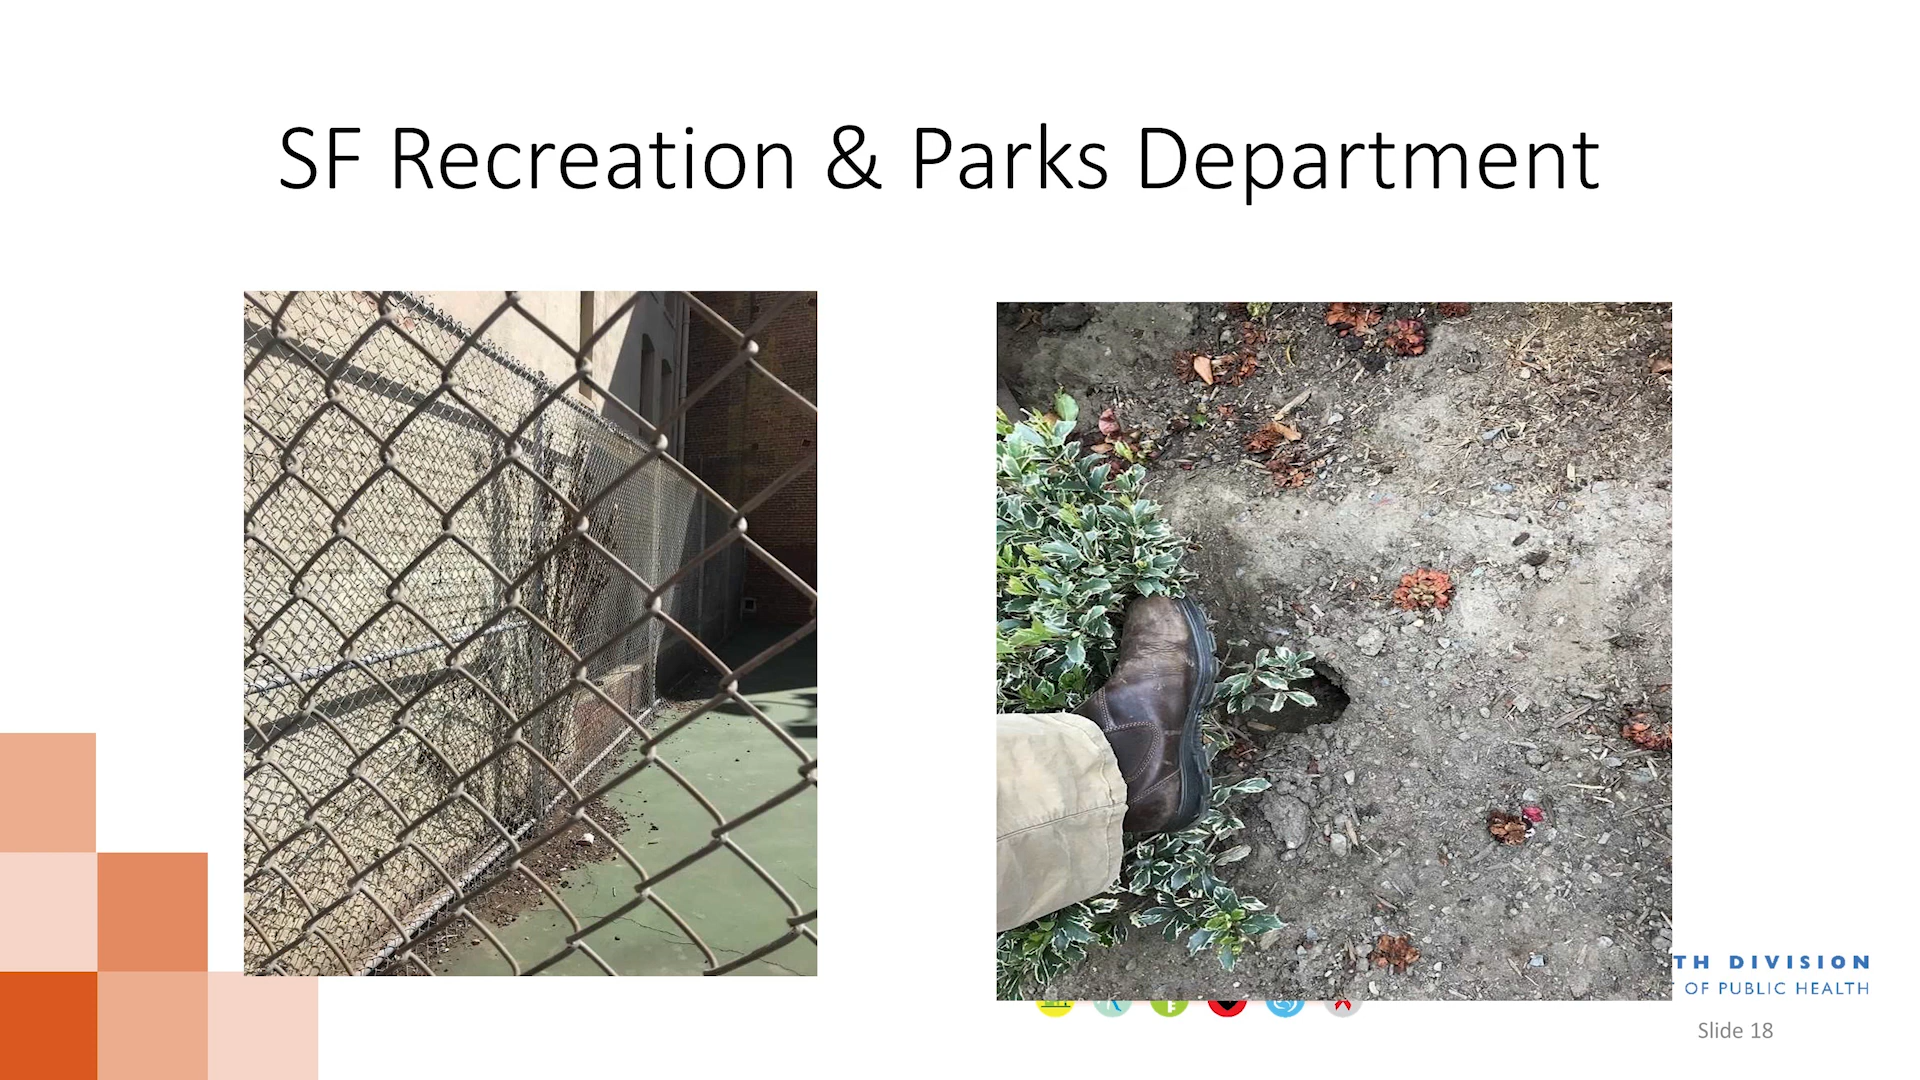 SF Recreation & Parks Department
TH DIVISION
OF PUBLIC HEALTH
Slide 18